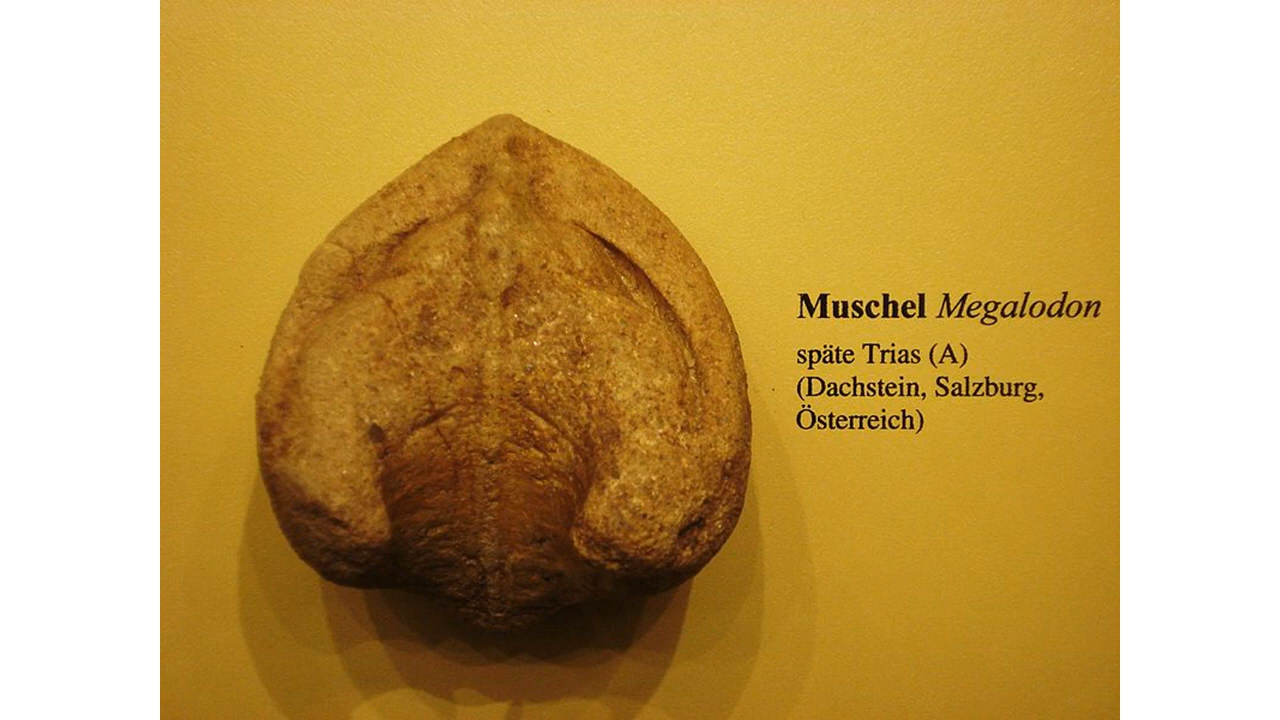 Muschel Megalodon
späte Trias (A)
(Dachstein, Salzburg,
Österreich)